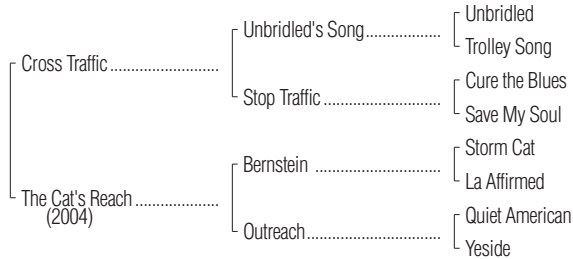 Unbridled
Unbridled's Song
Trolley Song
Cross Traffic
Cure the Blues
Stop Traffic
Save My Soul
Storm Cat
Bernstein
La Affirmed
The Cat's Reach
(2004)
Quiet American
Outreach
Yeside